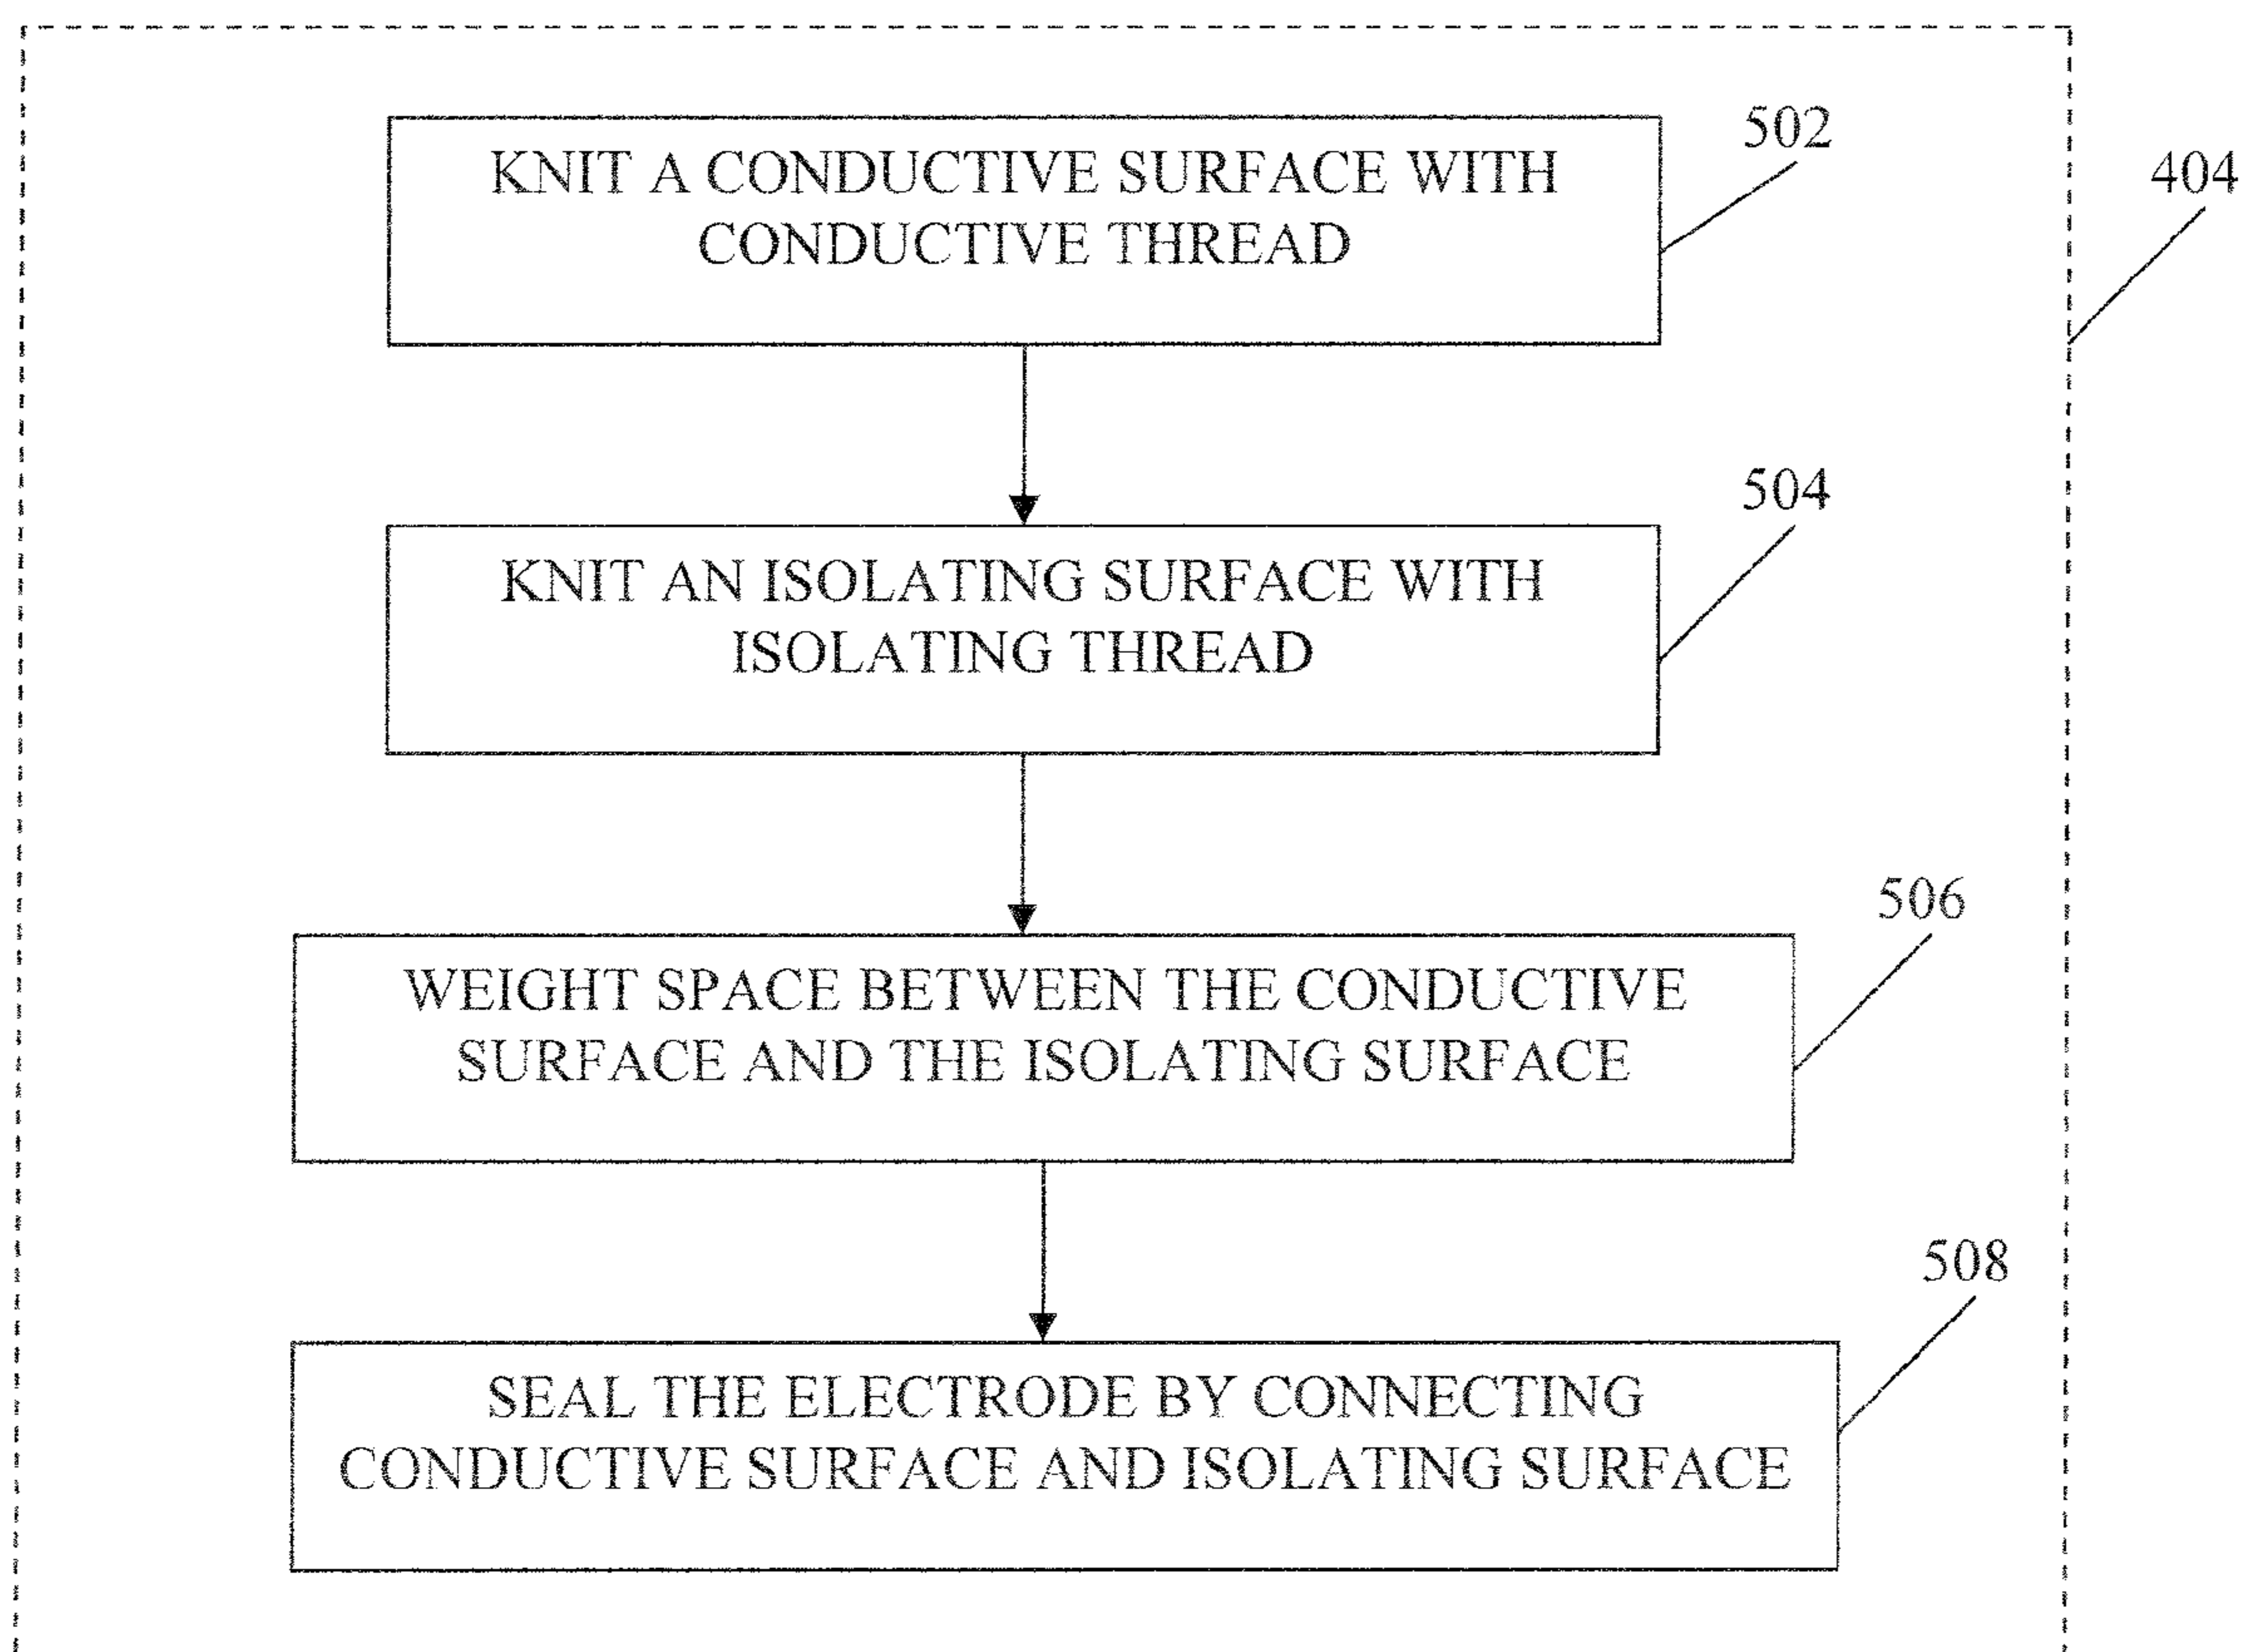 502
404
KNIT A CONDUCTIVE SURFACE WITH
CONDUCTIVE THREAD
504
KNIT AN ISOLATING SURFACE WITH
ISOLATING THREAD
506
WEIGHT SPACE BETWEEN THE CONDUCTIVE
SURFACE AND THE ISOLATING SURFACE
508
SEAL THE ELECTRODE BY CONNECTING
CONDUCTIVE SURFACE AND ISOLATING SURFACE